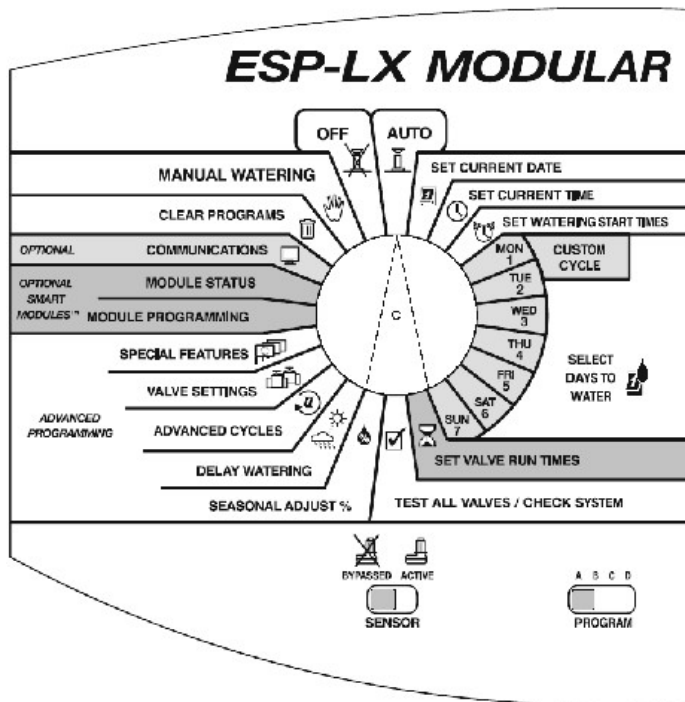 ESP-LX MODULAR
OFF
AUTO
MANUAL WATERING
SET CURRENT DATE
CLEAR PROGRAMS
SET CURRENT TIME
SET WATERING START TIMES
OPTIONAL
COMMUNICATIONS
MON
1
CUSTOM
CYCLE
OPTIONAL
SMART
MODULES™
MODULE STATUS
TUE
2
MODULE PROGRAMMING
C
WED
3
SPECIAL FEATURES
THU
4
SELECT
DAYS TO
WATER
VALVE SETTINGS
FRI
5
ADVANCED
PROGRAMMING
ADVANCED CYCLES
SAT
6
SUN
7
DELAY WATERING
SET VALVE RUN TIMES
SEASONAL ADJUST %
TEST ALL VALVES / CHECK SYSTEM
BYPASSED ACTIVE
SENSOR
A B C D
PROGRAM